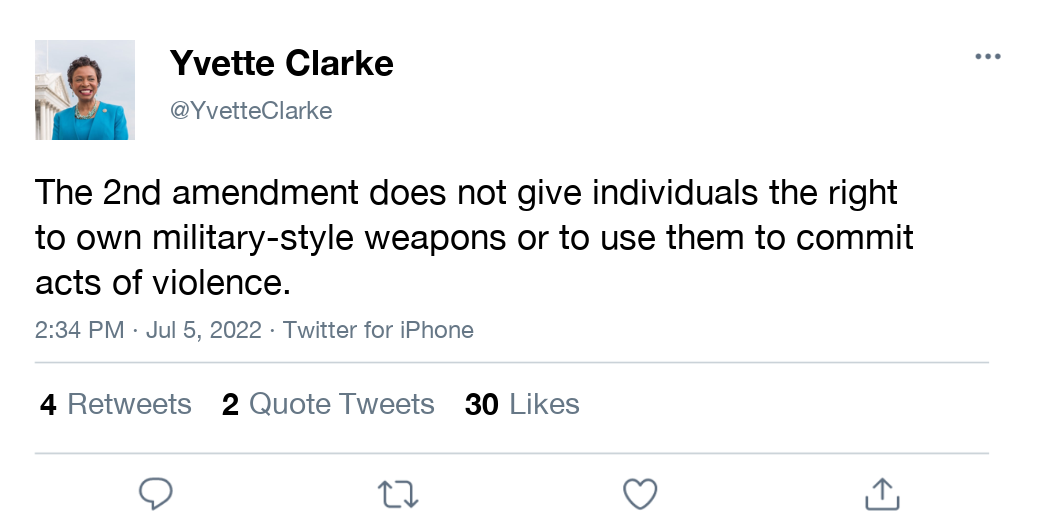 Yvette Clarke
@YvetteClarke
The 2nd amendment does not give individuals the right
to own military-style weapons or to use them to commit
acts of violence.
2:34 PM · Jul 5, 2022 · Twitter for iPhone
4 Retweets 2 Quote Tweets 30 Likes